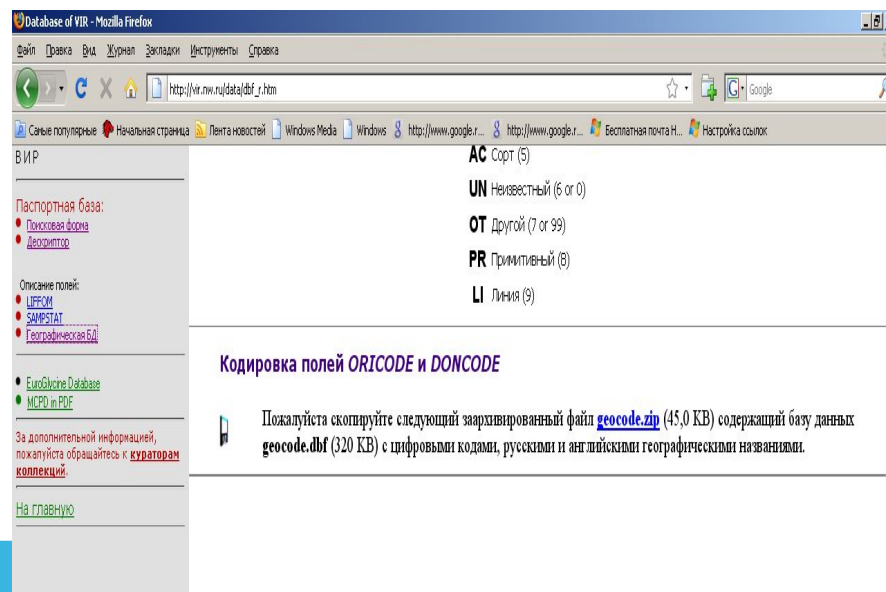 Database of VIR - Mozilla Firefox
Файл Правка Вид Журнал Закладки Инструменты Справка
http://vir.nw.ru/data/dbf_r.htm
Google
Самые популярные Начальная страница Лента новостей Windows Media Windows http://www.google.r... http://www.google.r... Бесплатная почта H... Настройка ссылок
ВИР
Паспортная база:
Поисковая форма
Дескриптор
Описание полей:
LIFFOM
SAMPSTAT
Географическая БД
EuroGlycine Database
MCPD in PDF
За дополнительной информацией,
пожалуйста обращайтесь к кураторам
коллекций.
На главную
AC Сорт (5)
UN Неизвестный (6 or 0)
OT Другой (7 or 99)
PR Примитивный (8)
LI Линия (9)
Кодировка полей ORICODE и DONCODE
Пожалуйста скопируйте следующий заархивированный файл geocode.zip (45,0 KB) содержащий базу данных
geocode.dbf (320 KB) с цифровыми кодами, русскими и английскими географическими названиями.